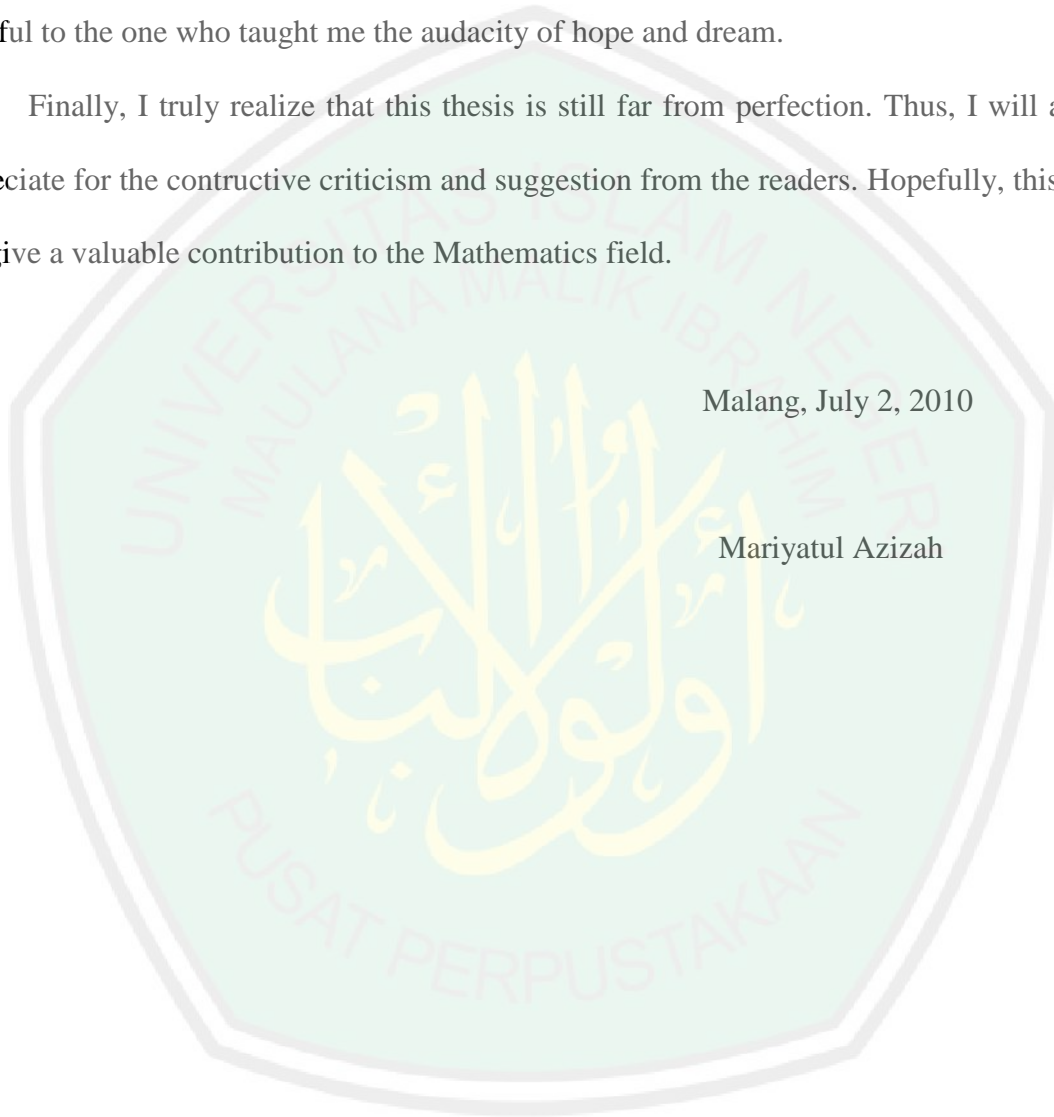 ful to the one who taught me the audacity of hope and dream.
Finally, I truly realize that this thesis is still far from perfection. Thus, I will a
eciate for the contructive criticism and suggestion from the readers. Hopefully, this
give a valuable contribution to the Mathematics field.
Malang, July 2, 2010
Mariyatul Azizah
UNIVERSITAS ISLAM NEGERI
MAULANA MALIK IBRAHIM
أولوا الألباب
PUSAT PERPUSTAKAAN